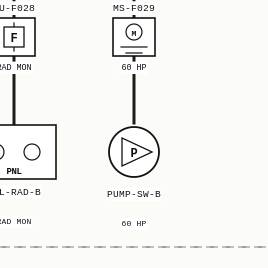 U-F028
MS-F029
F
M
RAD MON
60 HP
P
PNL
L-RAD-B
PUMP-SW-B
RAD MON
60 HP